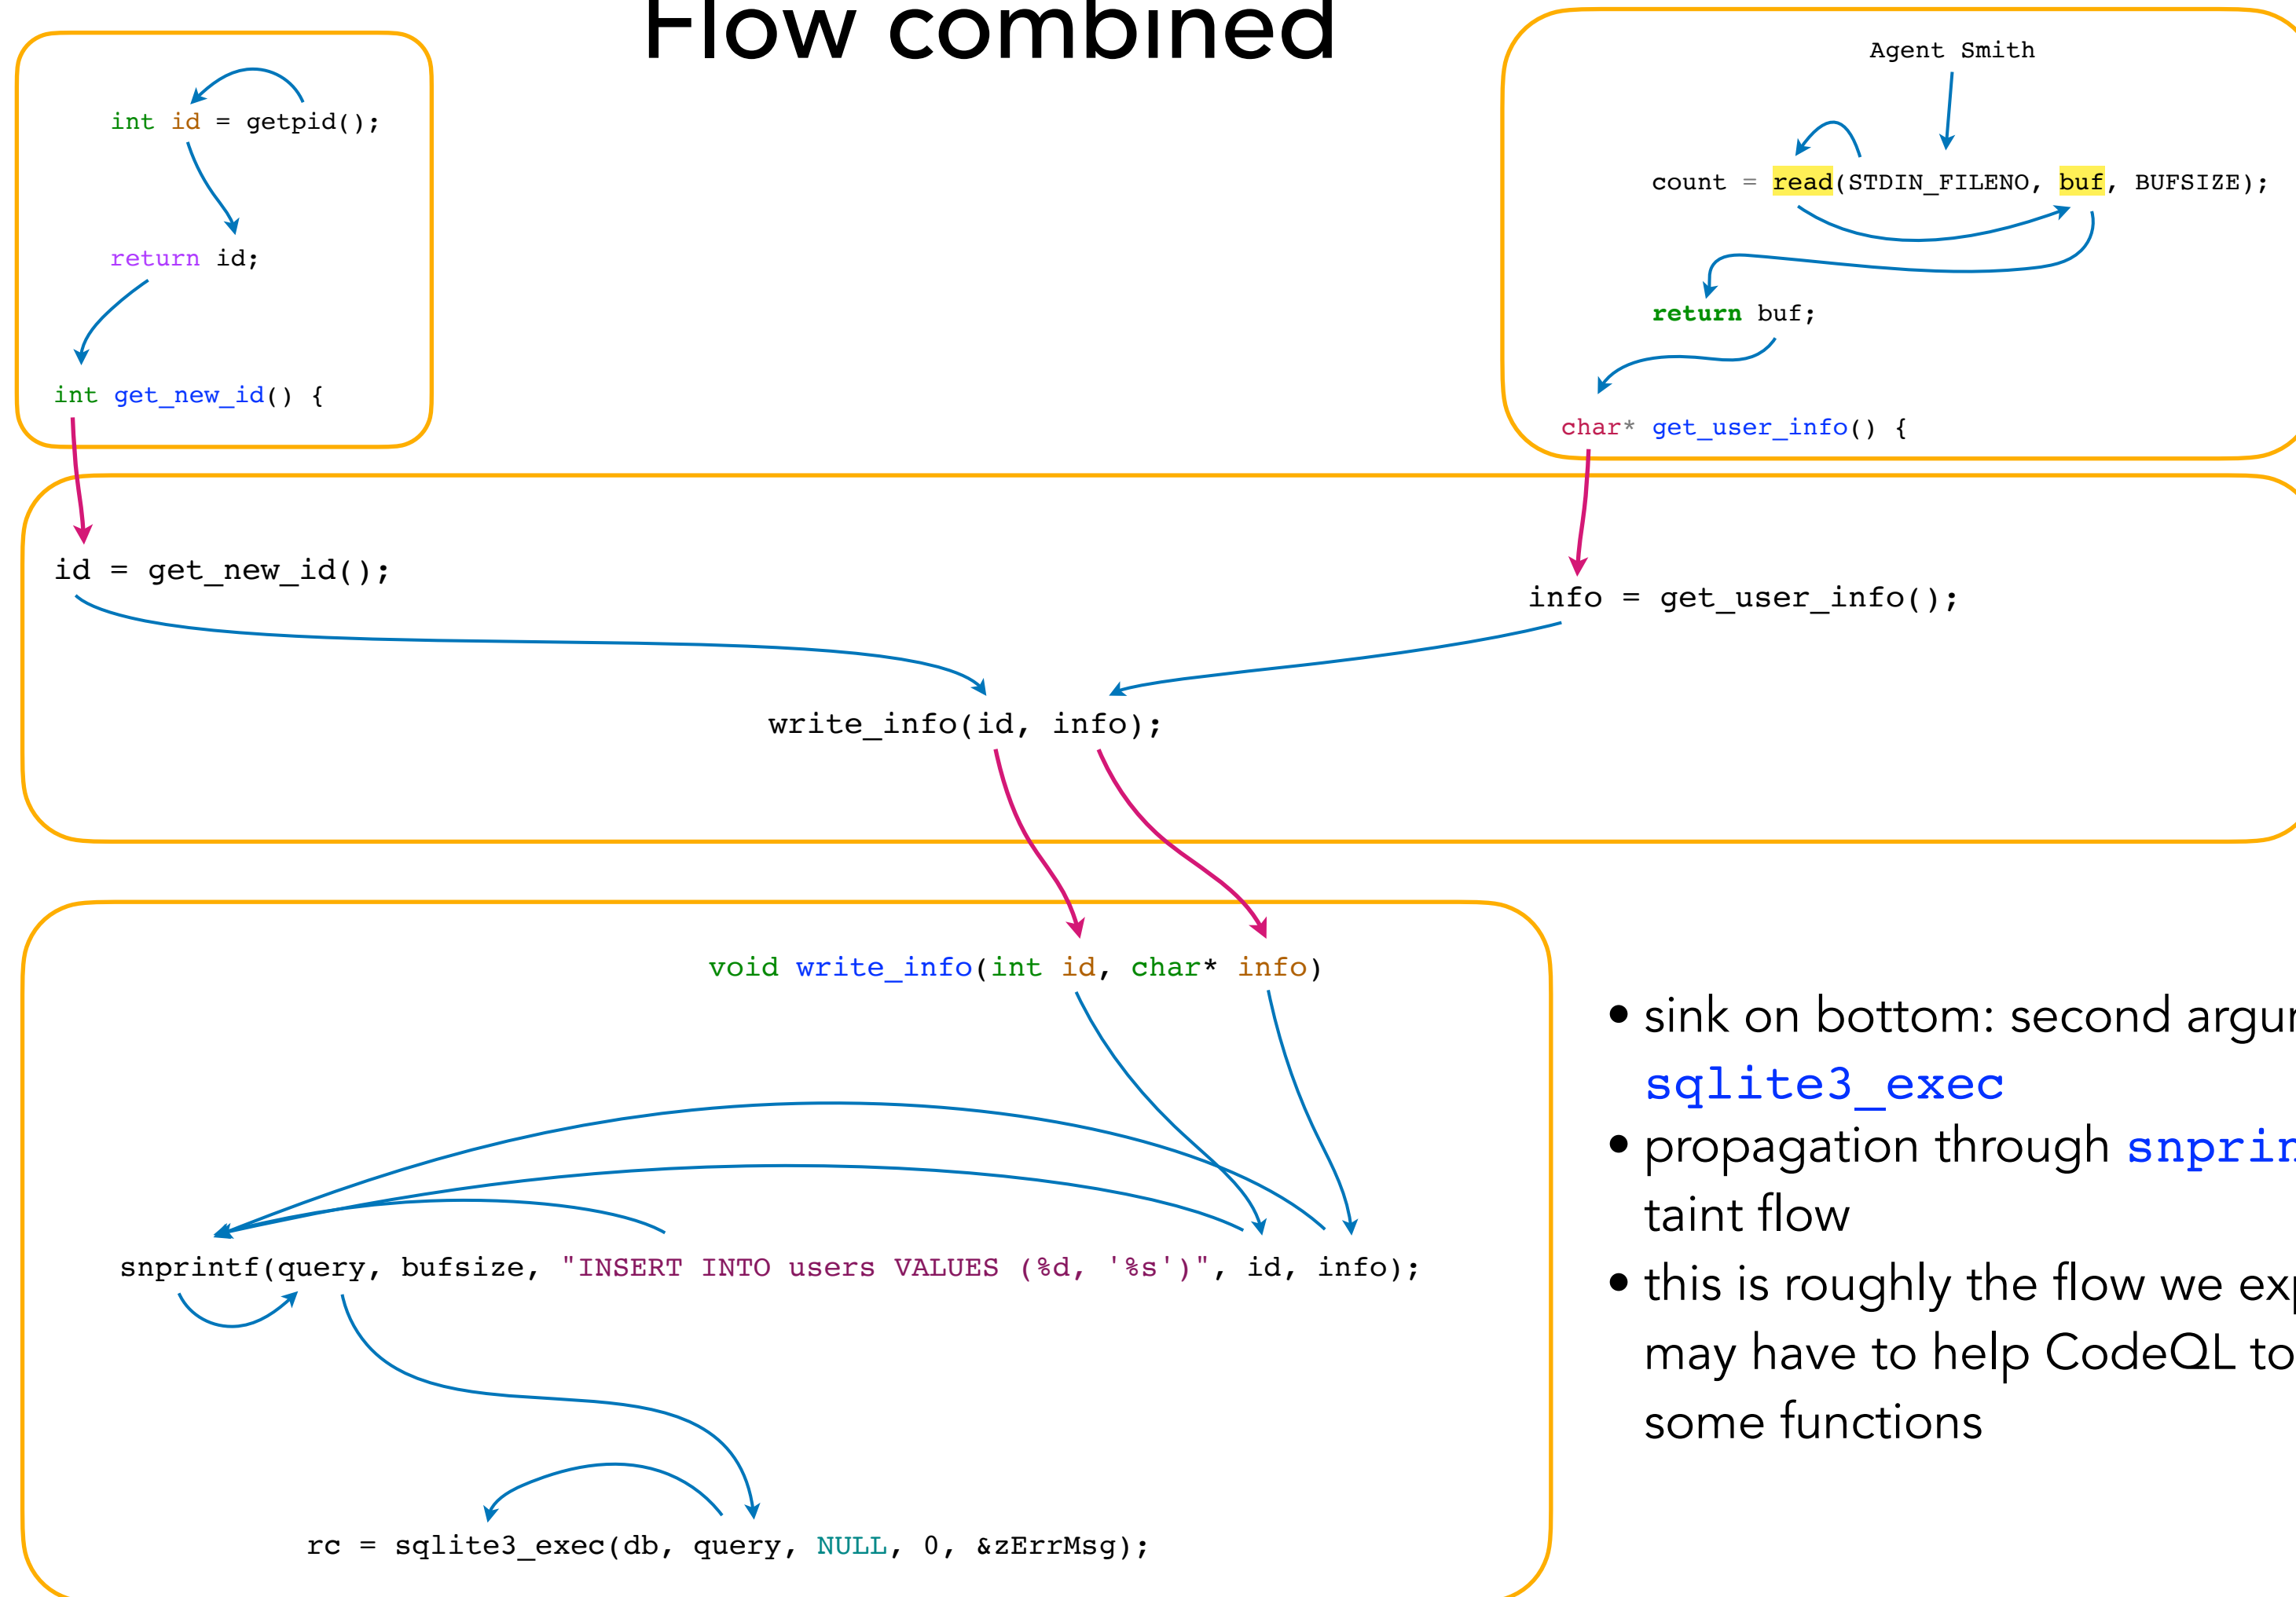 Flow combined
int id = getpid();
return id;
int get_new_id() {
Agent Smith
count = read(STDIN_FILENO, buf, BUFSIZE);
return buf;
char* get_user_info() {
id = get_new_id();
info = get_user_info();
write_info(id, info);
void write_info(int id, char* info)
snprintf(query, bufsize, "INSERT INTO users VALUES (%d, '%s')", id, info);
rc = sqlite3_exec(db, query, NULL, 0, &zErrMsg);
• sink on bottom: second
sqlite3_exec
• propagation through
taint flow
• this is roughly the flow we
may have to help CodeQL to
some functions